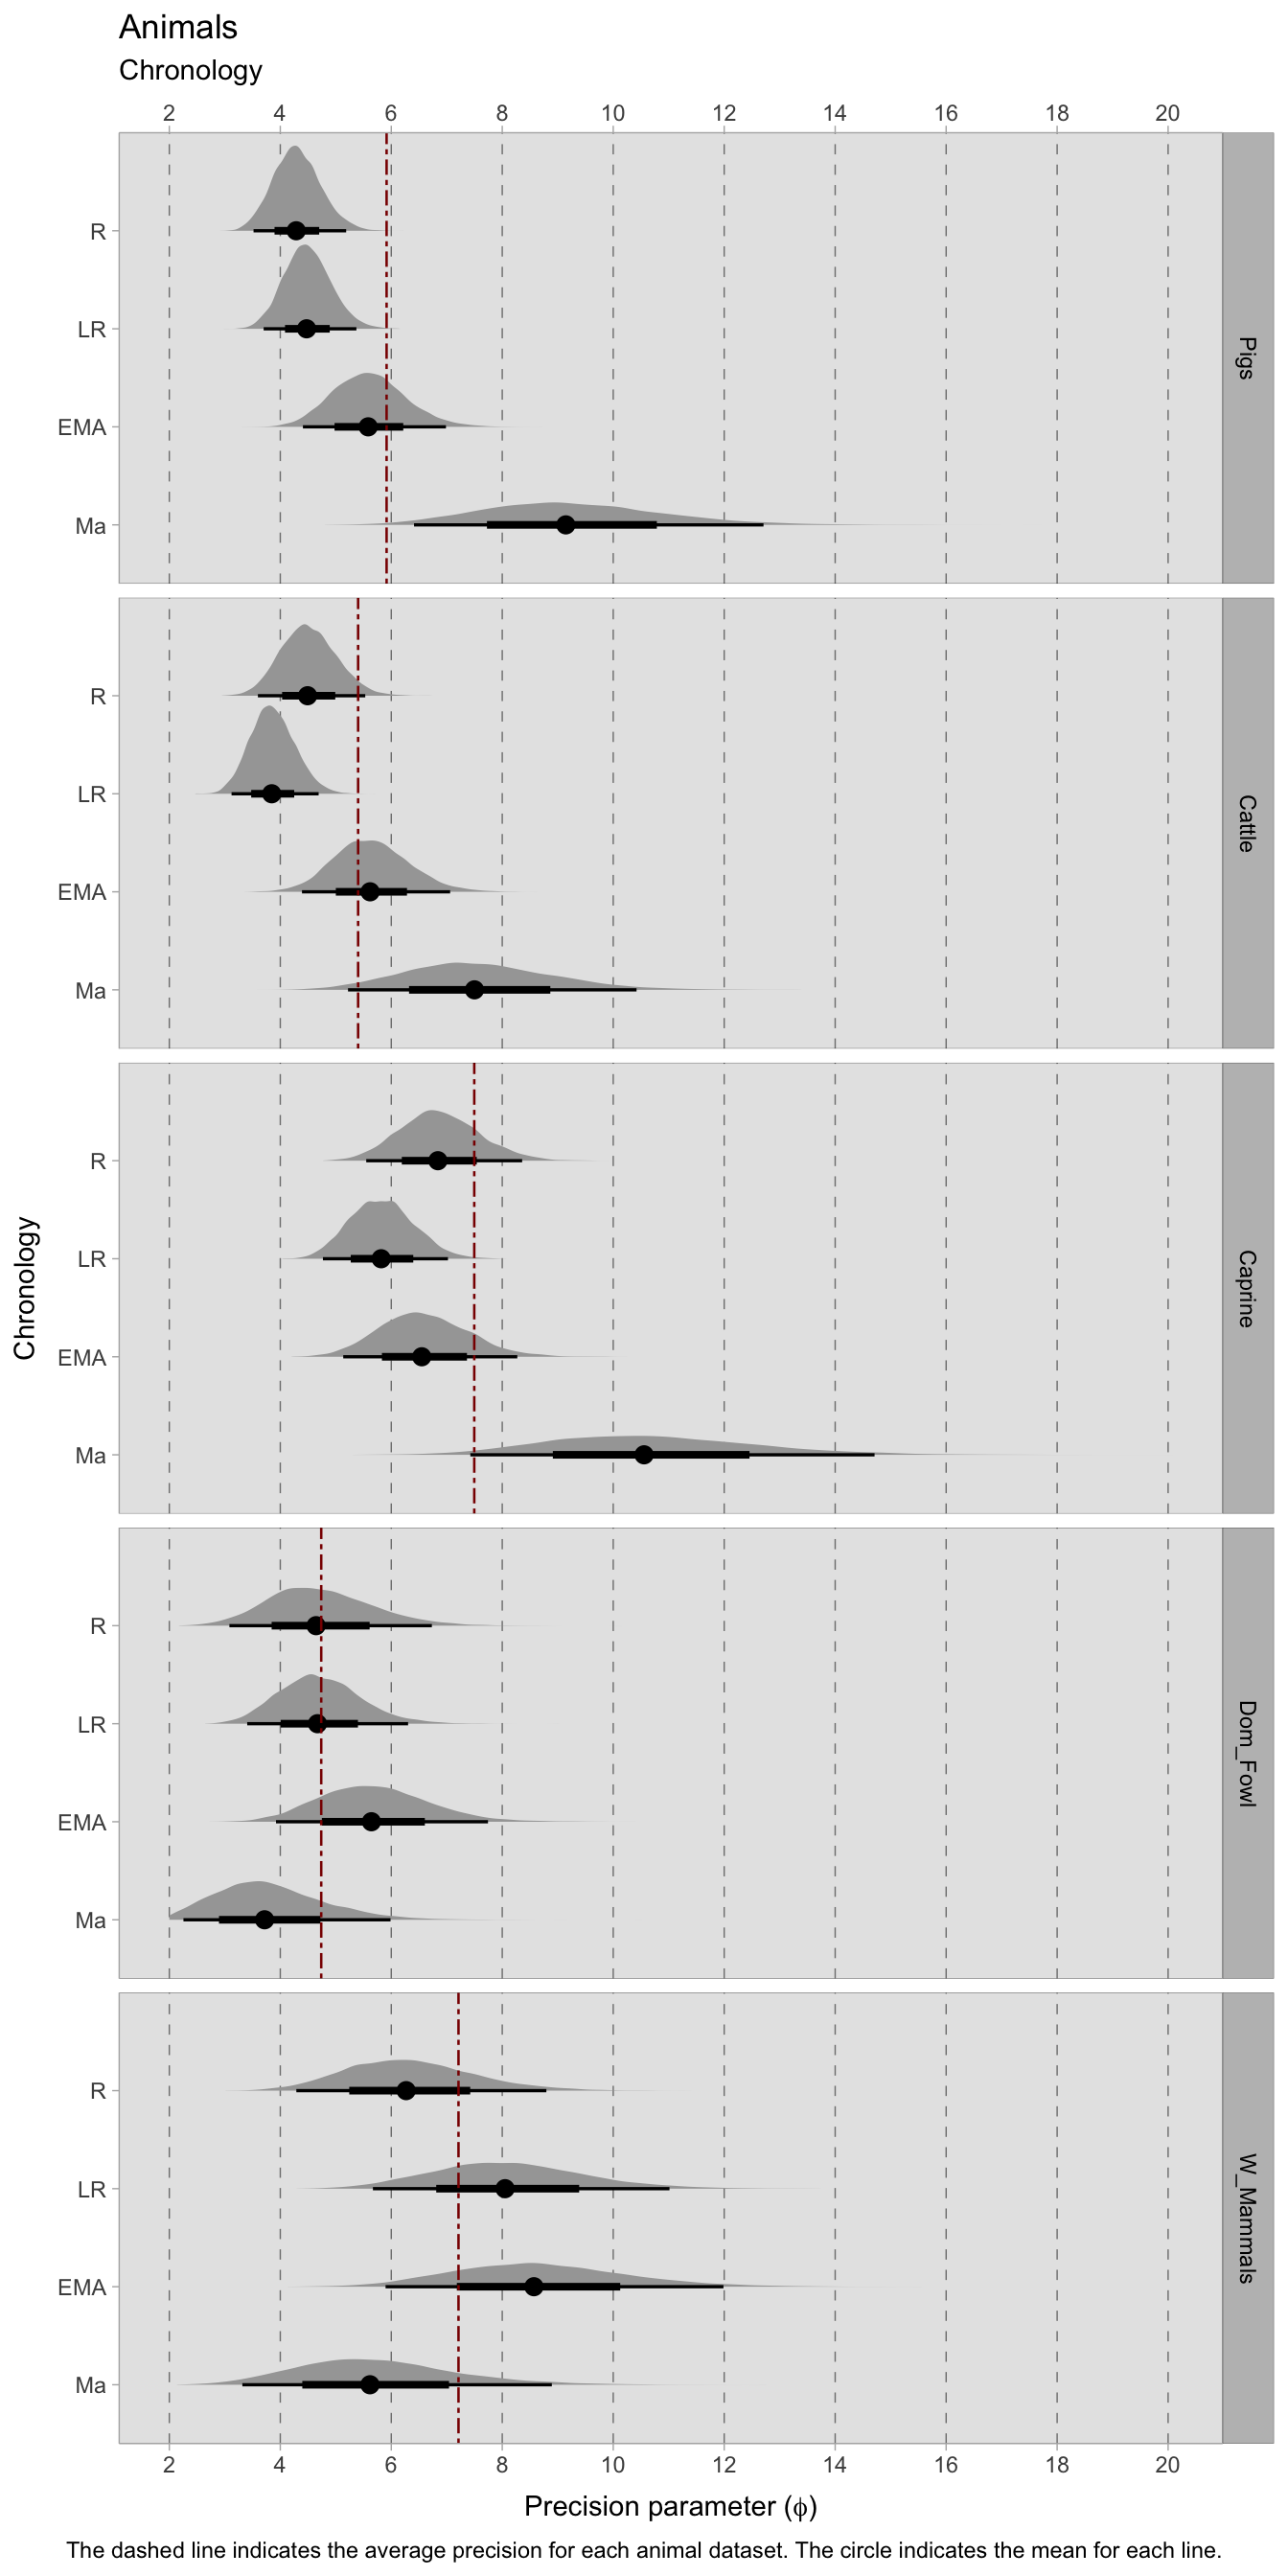 Animals
Chronology
2 4 6 8 10 12 14 16 18 20
R
LR
EMA
Ma
Pigs
R
LR
EMA
Ma
Cattle
R
LR
EMA
Ma
Caprine
R
LR
EMA
Ma
Dom_Fowl
R
LR
EMA
Ma
W_Mammals
Chronology
2 4 6 8 10 12 14 16 18 20
Precision parameter (ϕ)
The dashed line indicates the average precision for each animal dataset. The circle indicates the mean for each line.